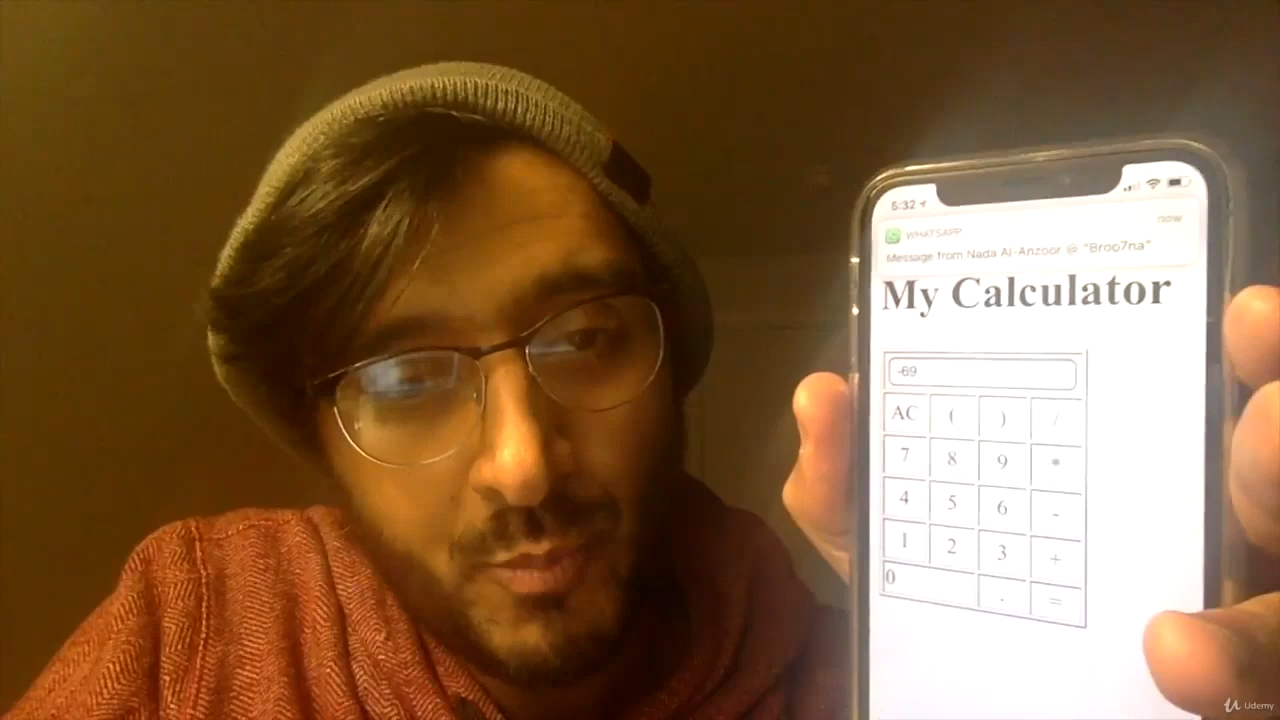 5:32
WHATSAPP
now
Message from Nada Al-Anzoor @ "Broo7na"
My Calculator
-69
AC ( ) /
7 8 9 *
4 5 6 -
1 2 3 +
0 . =
Udemy